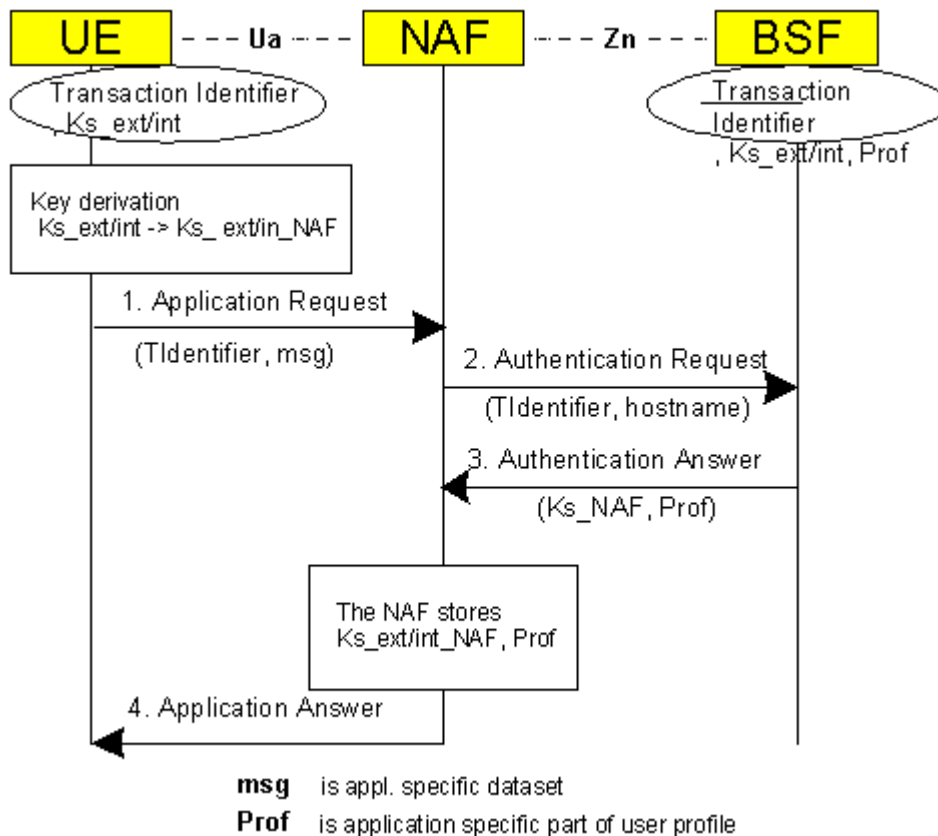 UE
Ua
NAF
Zn
BSF
Transaction Identifier
, Ks_ext/int
Transaction
Identifier
, Ks_ext/int, Prof
Key derivation
Ks_ext/int -> Ks_ ext/in_NAF
1. Application Request
(TIdentifier, msg)
2. Authentication Request
(TIdentifier, hostname)
3. Authentication Answer
(Ks_NAF, Prof)
The NAF stores
Ks_ext/int_NAF, Prof
4. Application Answer
msg is appl. specific dataset
Prof is application specific part of user profile